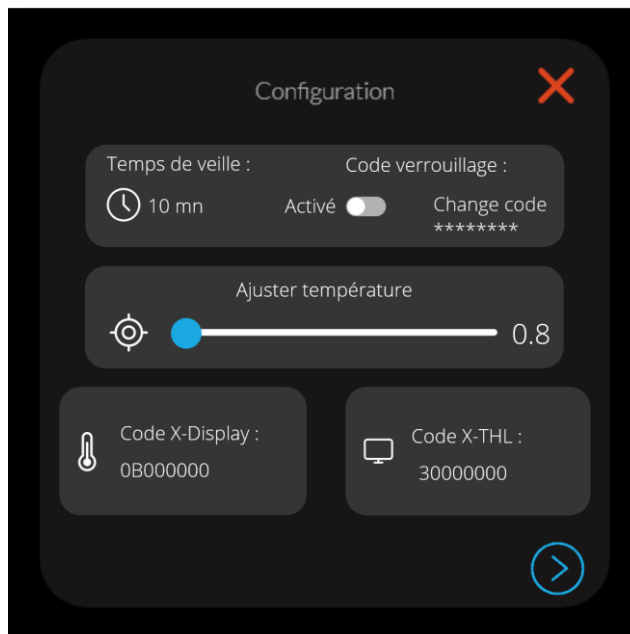 Configuration
Temps de veille :
Code verrouillage :
10 mn
Activé
Change code
********
Ajuster température
0.8
Code X-Display :
0B000000
Code X-THL :
30000000